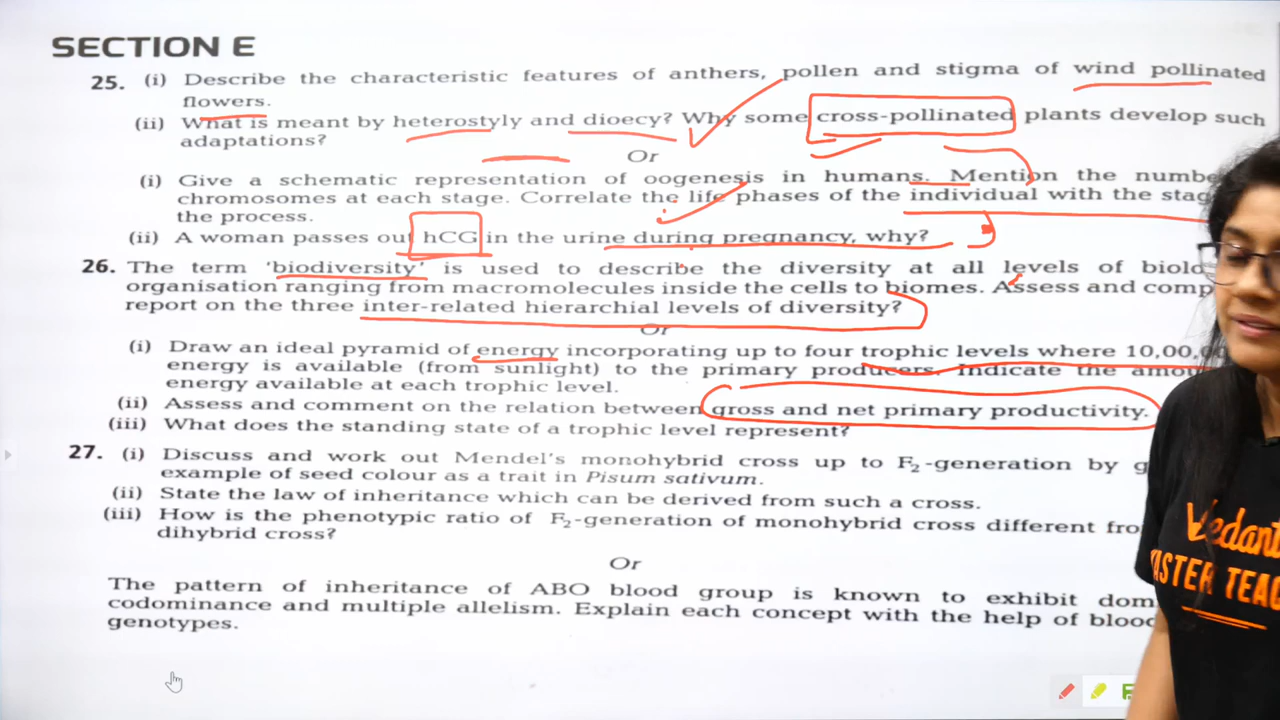 SECTION E
25. (i) Describe the characteristic features of anthers, pollen and stigma of wind pollinated
flowers.
(ii) What is meant by heterostyly and dioecy? Why some cross-pollinated plants develop such
adaptations?
Or
(i) Give a schematic representation of oogenesis in humans. Mention the numbe
chromosomes at each stage. Correlate the life phases of the individual with the stag
the process.
(ii) A woman passes out hCG in the urine during pregnancy, why?
26. The term ‘biodiversity’ is used to describe the diversity at all levels of biolo
organisation ranging from macromolecules inside the cells to biomes. Assess and comp
report on the three inter-related hierarchial levels of diversity?
Or
(i) Draw an ideal pyramid of energy incorporating up to four trophic levels where 10,00,0
energy is available (from sunlight) to the primary producers. Indicate the amou
energy available at each trophic level.
(ii) Assess and comment on the relation between gross and net primary productivity.
(iii) What does the standing state of a trophic level represent?
27. (i) Discuss and work out Mendel’s monohybrid cross up to F2-generation by g
example of seed colour as a trait in Pisum sativum.
(ii) State the law of inheritance which can be derived from such a cross.
(iii) How is the phenotypic ratio of F2-generation of monohybrid cross different fro
dihybrid cross?
Or
The pattern of inheritance of ABO blood group is known to exhibit dom
codominance and multiple allelism. Explain each concept with the help of blood
genotypes.
Vedant
MASTER TEAC